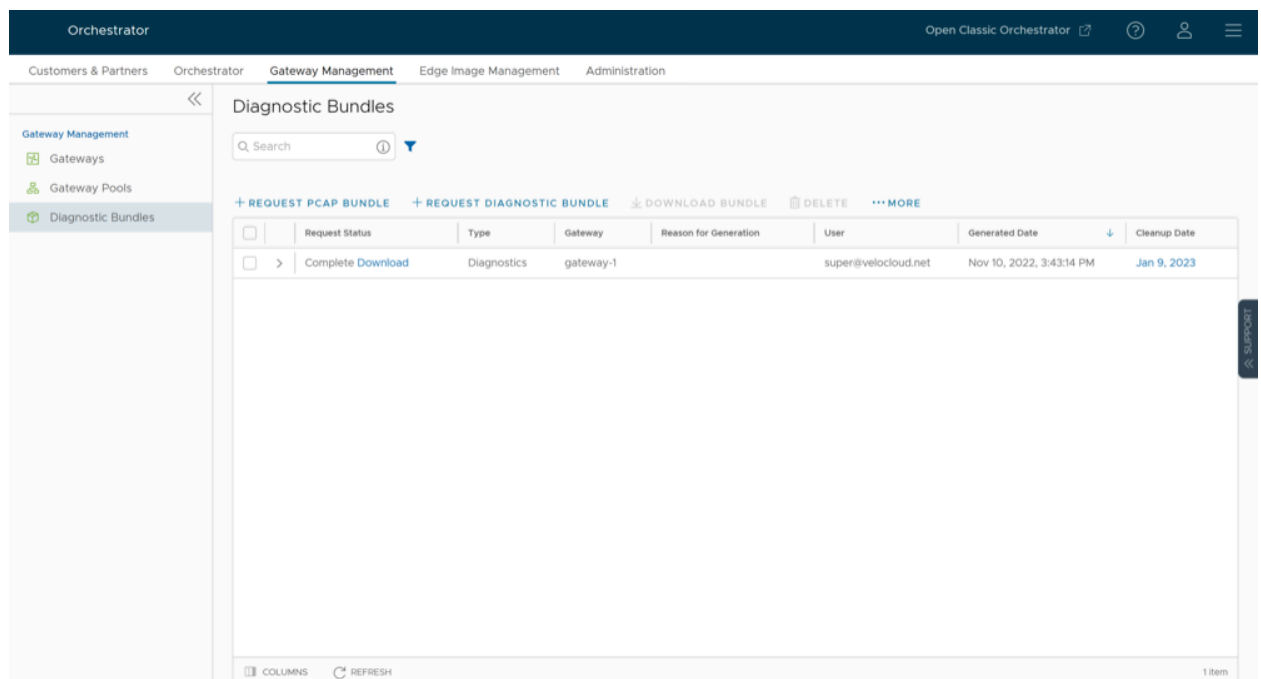 Orchestrator
Open Classic Orchestrator
Customers & Partners
Orchestrator
Gateway Management
Edge Image Management
Administration
Gateway Management
Gateways
Gateway Pools
Diagnostic Bundles
Diagnostic Bundles
Search
+ REQUEST PCAP BUNDLE
+ REQUEST DIAGNOSTIC BUNDLE
DOWNLOAD BUNDLE
DELETE
···MORE
Request Status
Type
Gateway
Reason for Generation
User
Generated Date
Cleanup Date
Complete Download
Diagnostics
gateway-1
super@velocloud.net
Nov 10, 2022, 3:43:14 PM
Jan 9, 2023
SUPPORT
COLUMNS
REFRESH
1 item